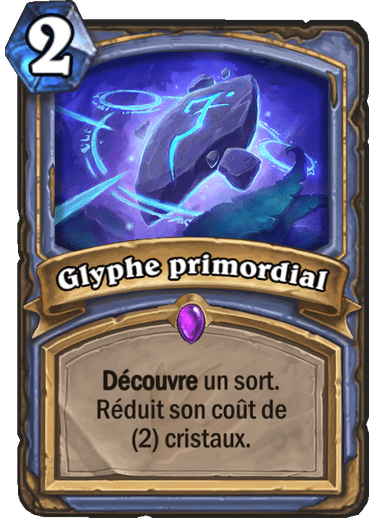 2
Glyphe primordial
Découvre un sort.
Réduit son coût de
(2) cristaux.